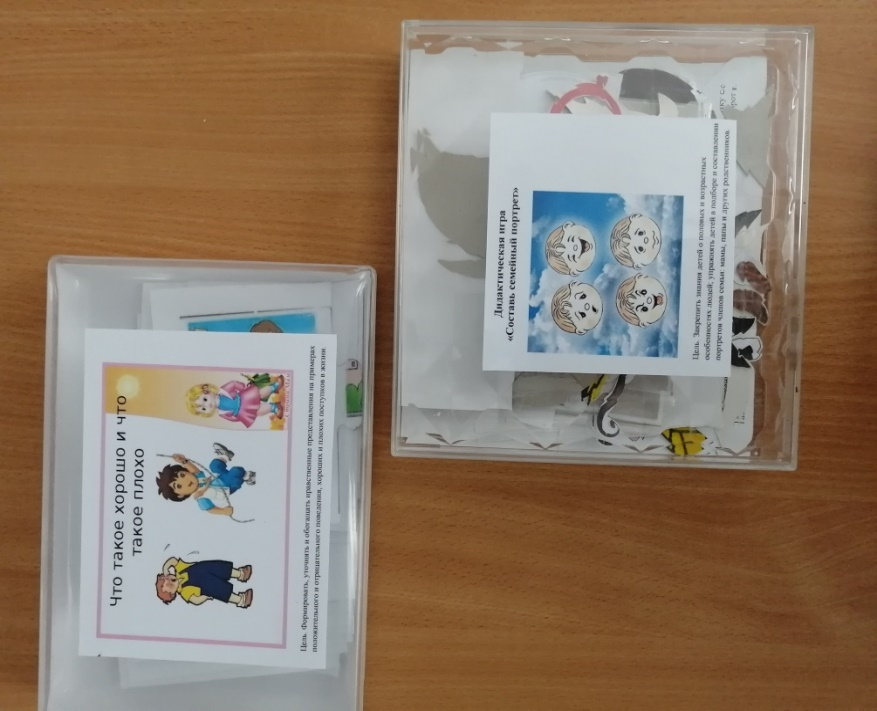 Что такое хорошо и что
такое плохо
Цель. Формировать, уточнять и обогащать нравственные представления на примерах
положительного и отрицательного поведения, хороших и плохих поступков в жизни.
Дидактическая игра
«Составь семейный портрет»
Цель. Закрепить знания детей о половых и возрастных
особенностях людей; упражнять детей в подборе и составлении
портретов членов семьи: мамы, папы и других родственников